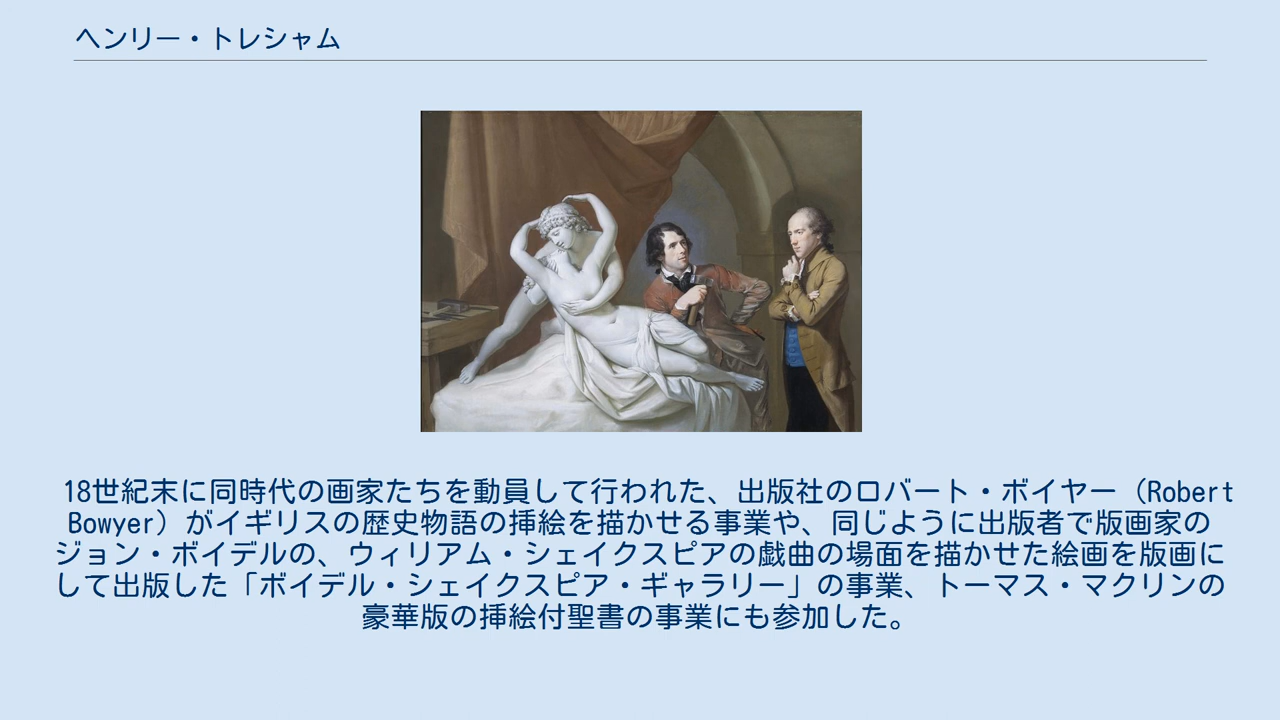 ヘンリー・トレシャム
18世紀末に同時代の画家たちを動員して行われた、出版社のロバート・ボイヤー（Robert
Bowyer）がイギリスの歴史物語の挿絵を描かせる事業や、同じように出版者で版画家の
ジョン・ボイデルの、ウィリアム・シェイクスピアの戯曲の場面を描かせた絵画を版画に
して出版した「ボイデル・シェイクスピア・ギャラリー」の事業、トーマス・マクリンの
豪華版の挿絵付聖書の事業にも参加した。